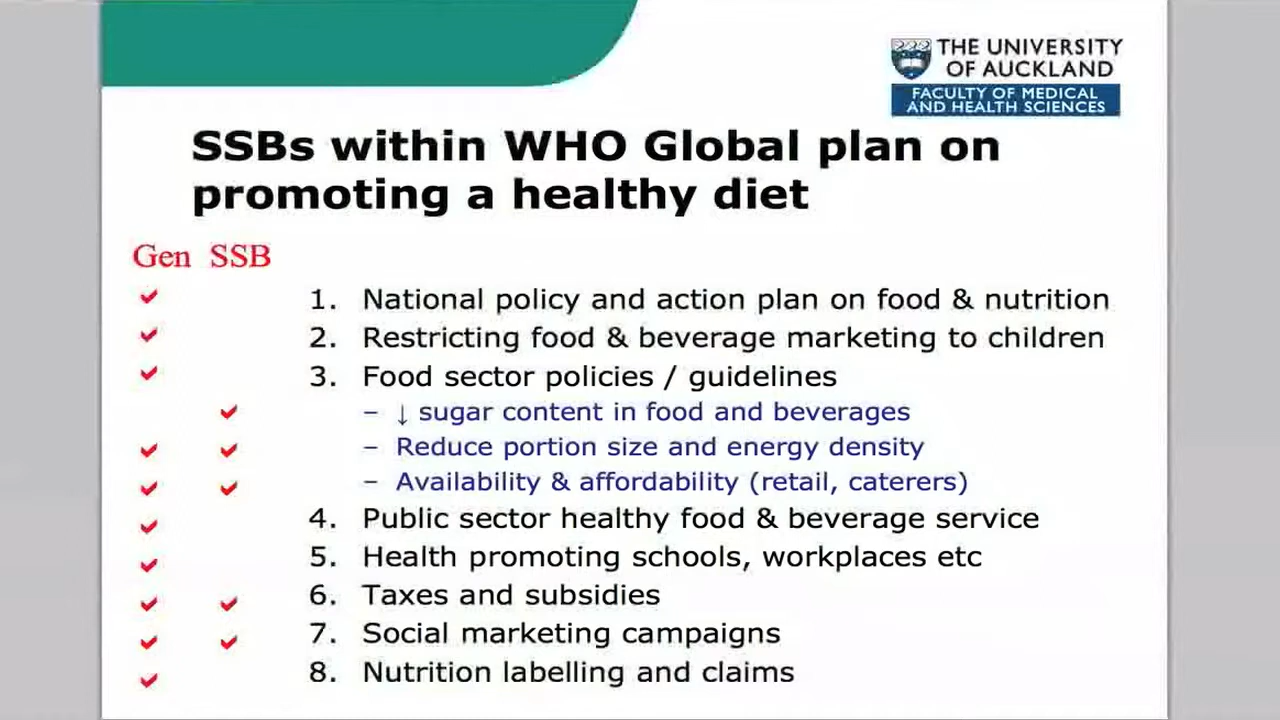 THE UNIVERSITY
OF AUCKLAND
FACULTY OF MEDICAL
AND HEALTH SCIENCES
SSBs within WHO Global plan on
promoting a healthy diet
Gen SSB
1. National policy and action plan on food & nutrition
2. Restricting food & beverage marketing to children
3. Food sector policies / guidelines
– ↓ sugar content in food and beverages
– Reduce portion size and energy density
– Availability & affordability (retail, caterers)
4. Public sector healthy food & beverage service
5. Health promoting schools, workplaces etc
6. Taxes and subsidies
7. Social marketing campaigns
8. Nutrition labelling and claims